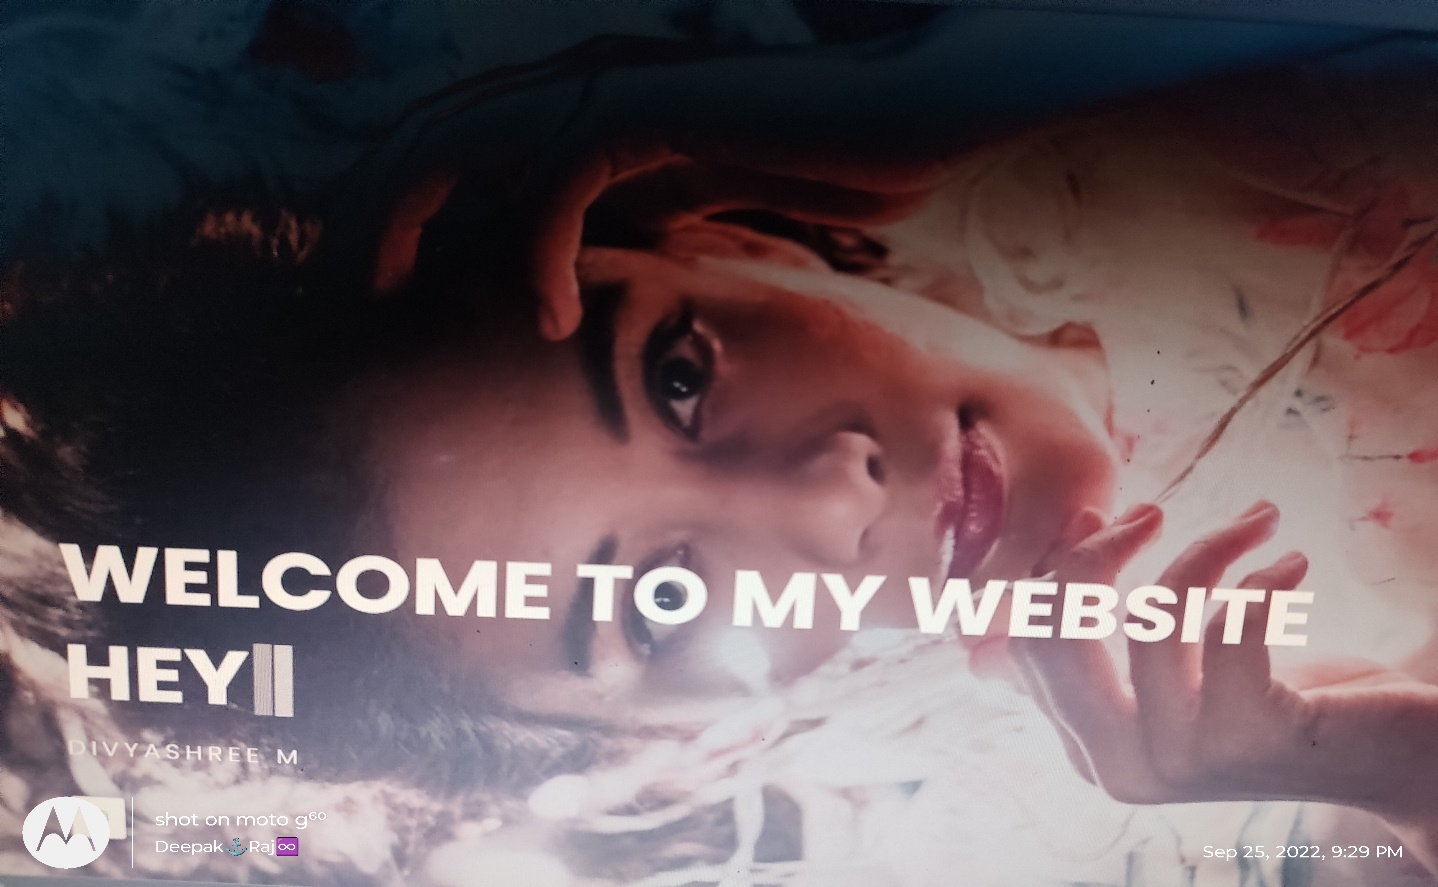 WELCOME TO MY WEBSITE
HEY
DIVYASHREE M
shot on moto g⁶⁰
Deepak⚓Raj♾️
Sep 25, 2022, 9:29 PM